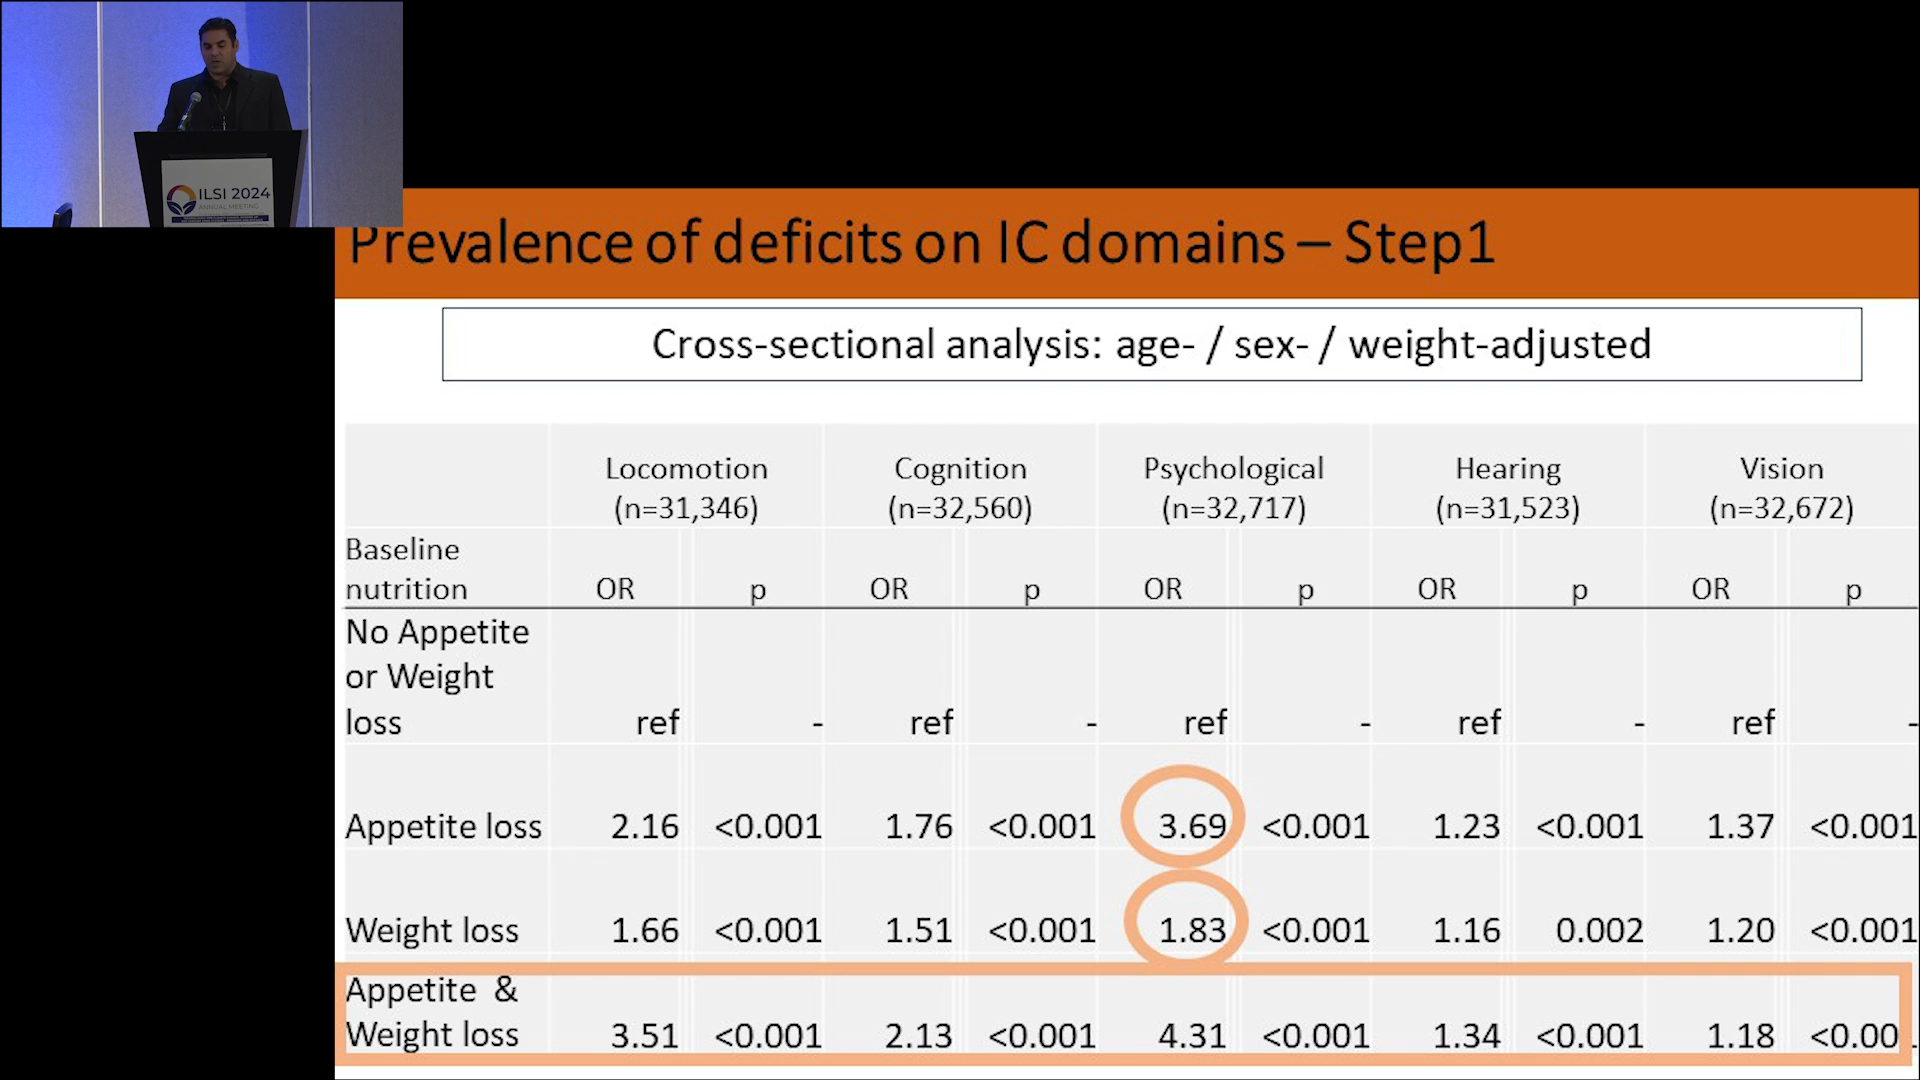 ILSI 2024
ANNUAL MEETING
Prevalence of deficits on IC domains – Step1
Cross-sectional analysis: age- / sex- / weight-adjusted
Locomotion Cognition Psychological Hearing Vision
(n=31,346) (n=32,560) (n=32,717) (n=31,523) (n=32,672)
Baseline
nutrition OR p OR p OR p OR p OR p
No Appetite
or Weight
loss ref - ref - ref - ref - ref -
Appetite loss 2.16 <0.001 1.76 <0.001 3.69 <0.001 1.23 <0.001 1.37 <0.001
Weight loss 1.66 <0.001 1.51 <0.001 1.83 <0.001 1.16 0.002 1.20 <0.001
Appetite &
Weight loss 3.51 <0.001 2.13 <0.001 4.31 <0.001 1.34 <0.001 1.18 <0.00